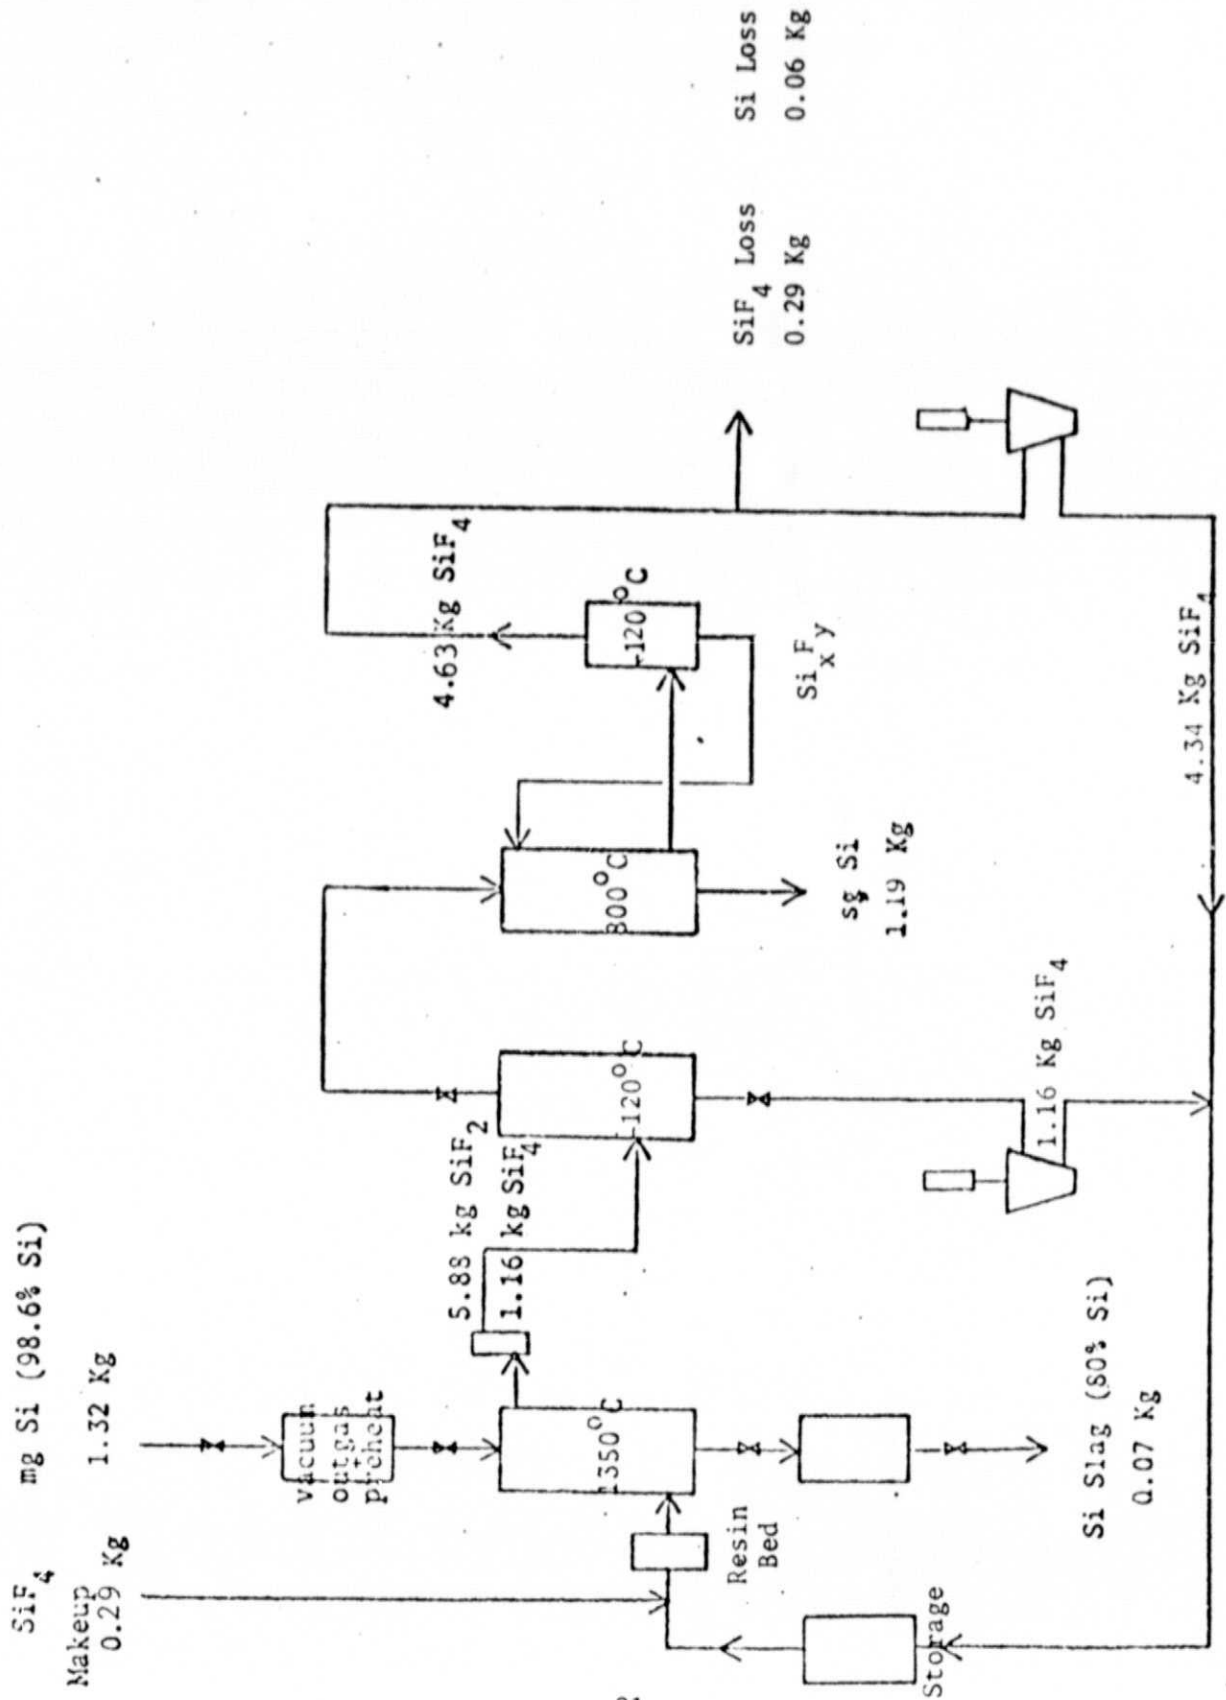 SiF4
Makeup
0.29 Kg
mg Si (98.6% Si)
1.32 Kg
vacuum
outgas
preheat
1350°C
Resin
Bed
Storage
Si Slag (80% Si)
0.07 Kg
5.88 kg SiF2
1.16 kg SiF4
-120°C
1.16 Kg SiF4
800°C
sg Si
1.19 Kg
4.63 Kg SiF4
-120°C
SixFy
4.34 Kg SiF4
SiF4 Loss
0.29 Kg
Si Loss
0.06 Kg